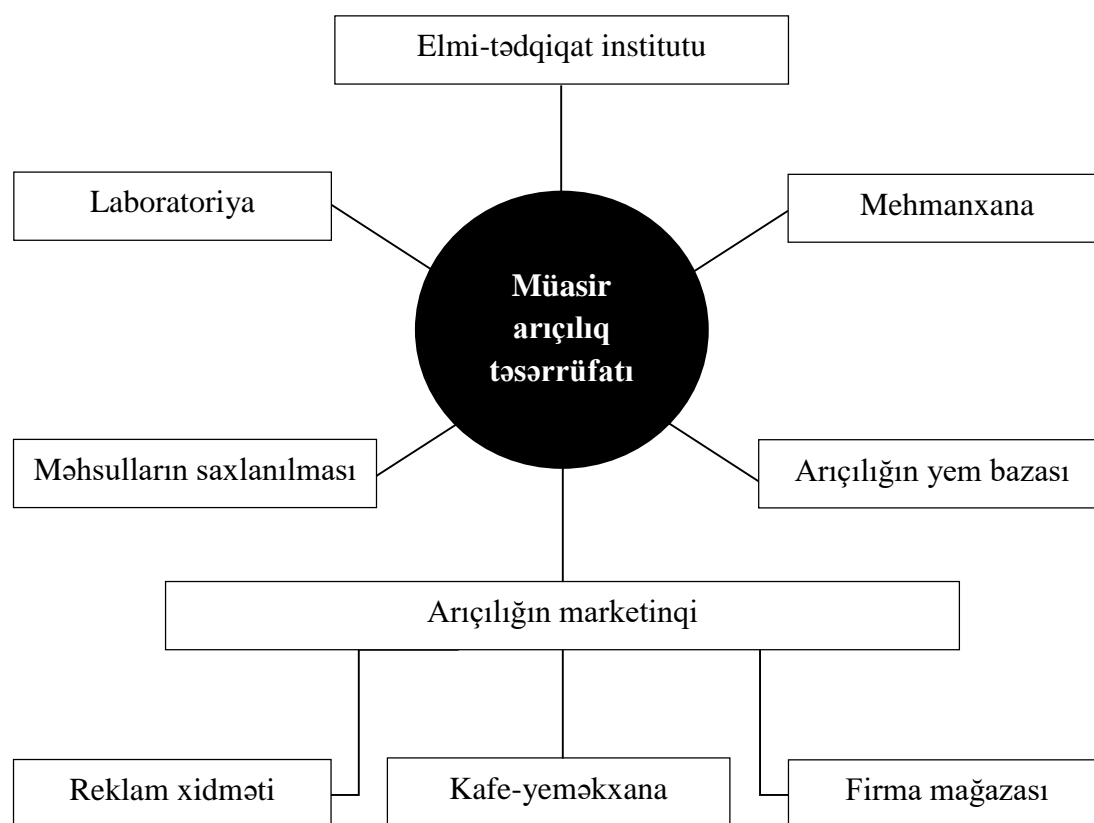 Elmi-tədqiqat institutu
Laboratoriya
Mehmanxana
Müasir
arıçılıq
təsərrüfatı
Məhsulların saxlanılması
Arıçılığın yem bazası
Arıçılığın marketinqi
Reklam xidməti
Kafe-yeməkxana
Firma mağazası